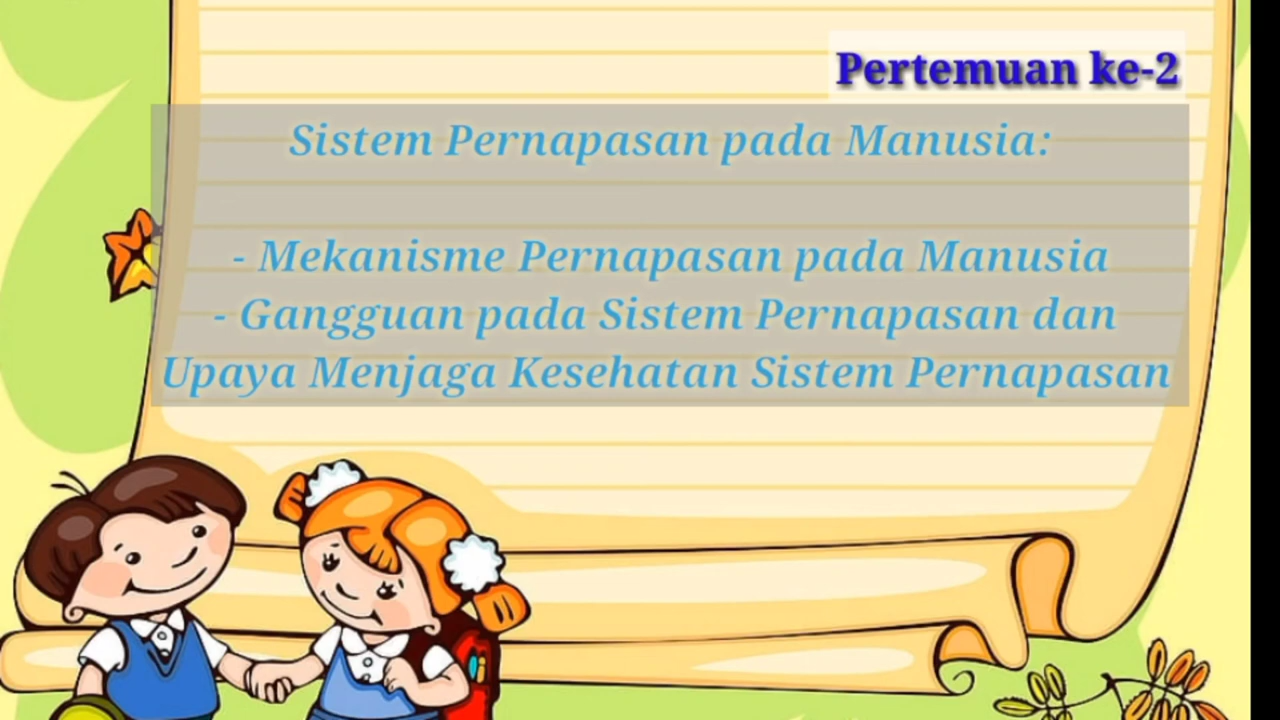 Pertemuan ke-2
Sistem Pernapasan pada Manusia:
- Mekanisme Pernapasan pada Manusia
- Gangguan pada Sistem Pernapasan dan
Upaya Menjaga Kesehatan Sistem Pernapasan